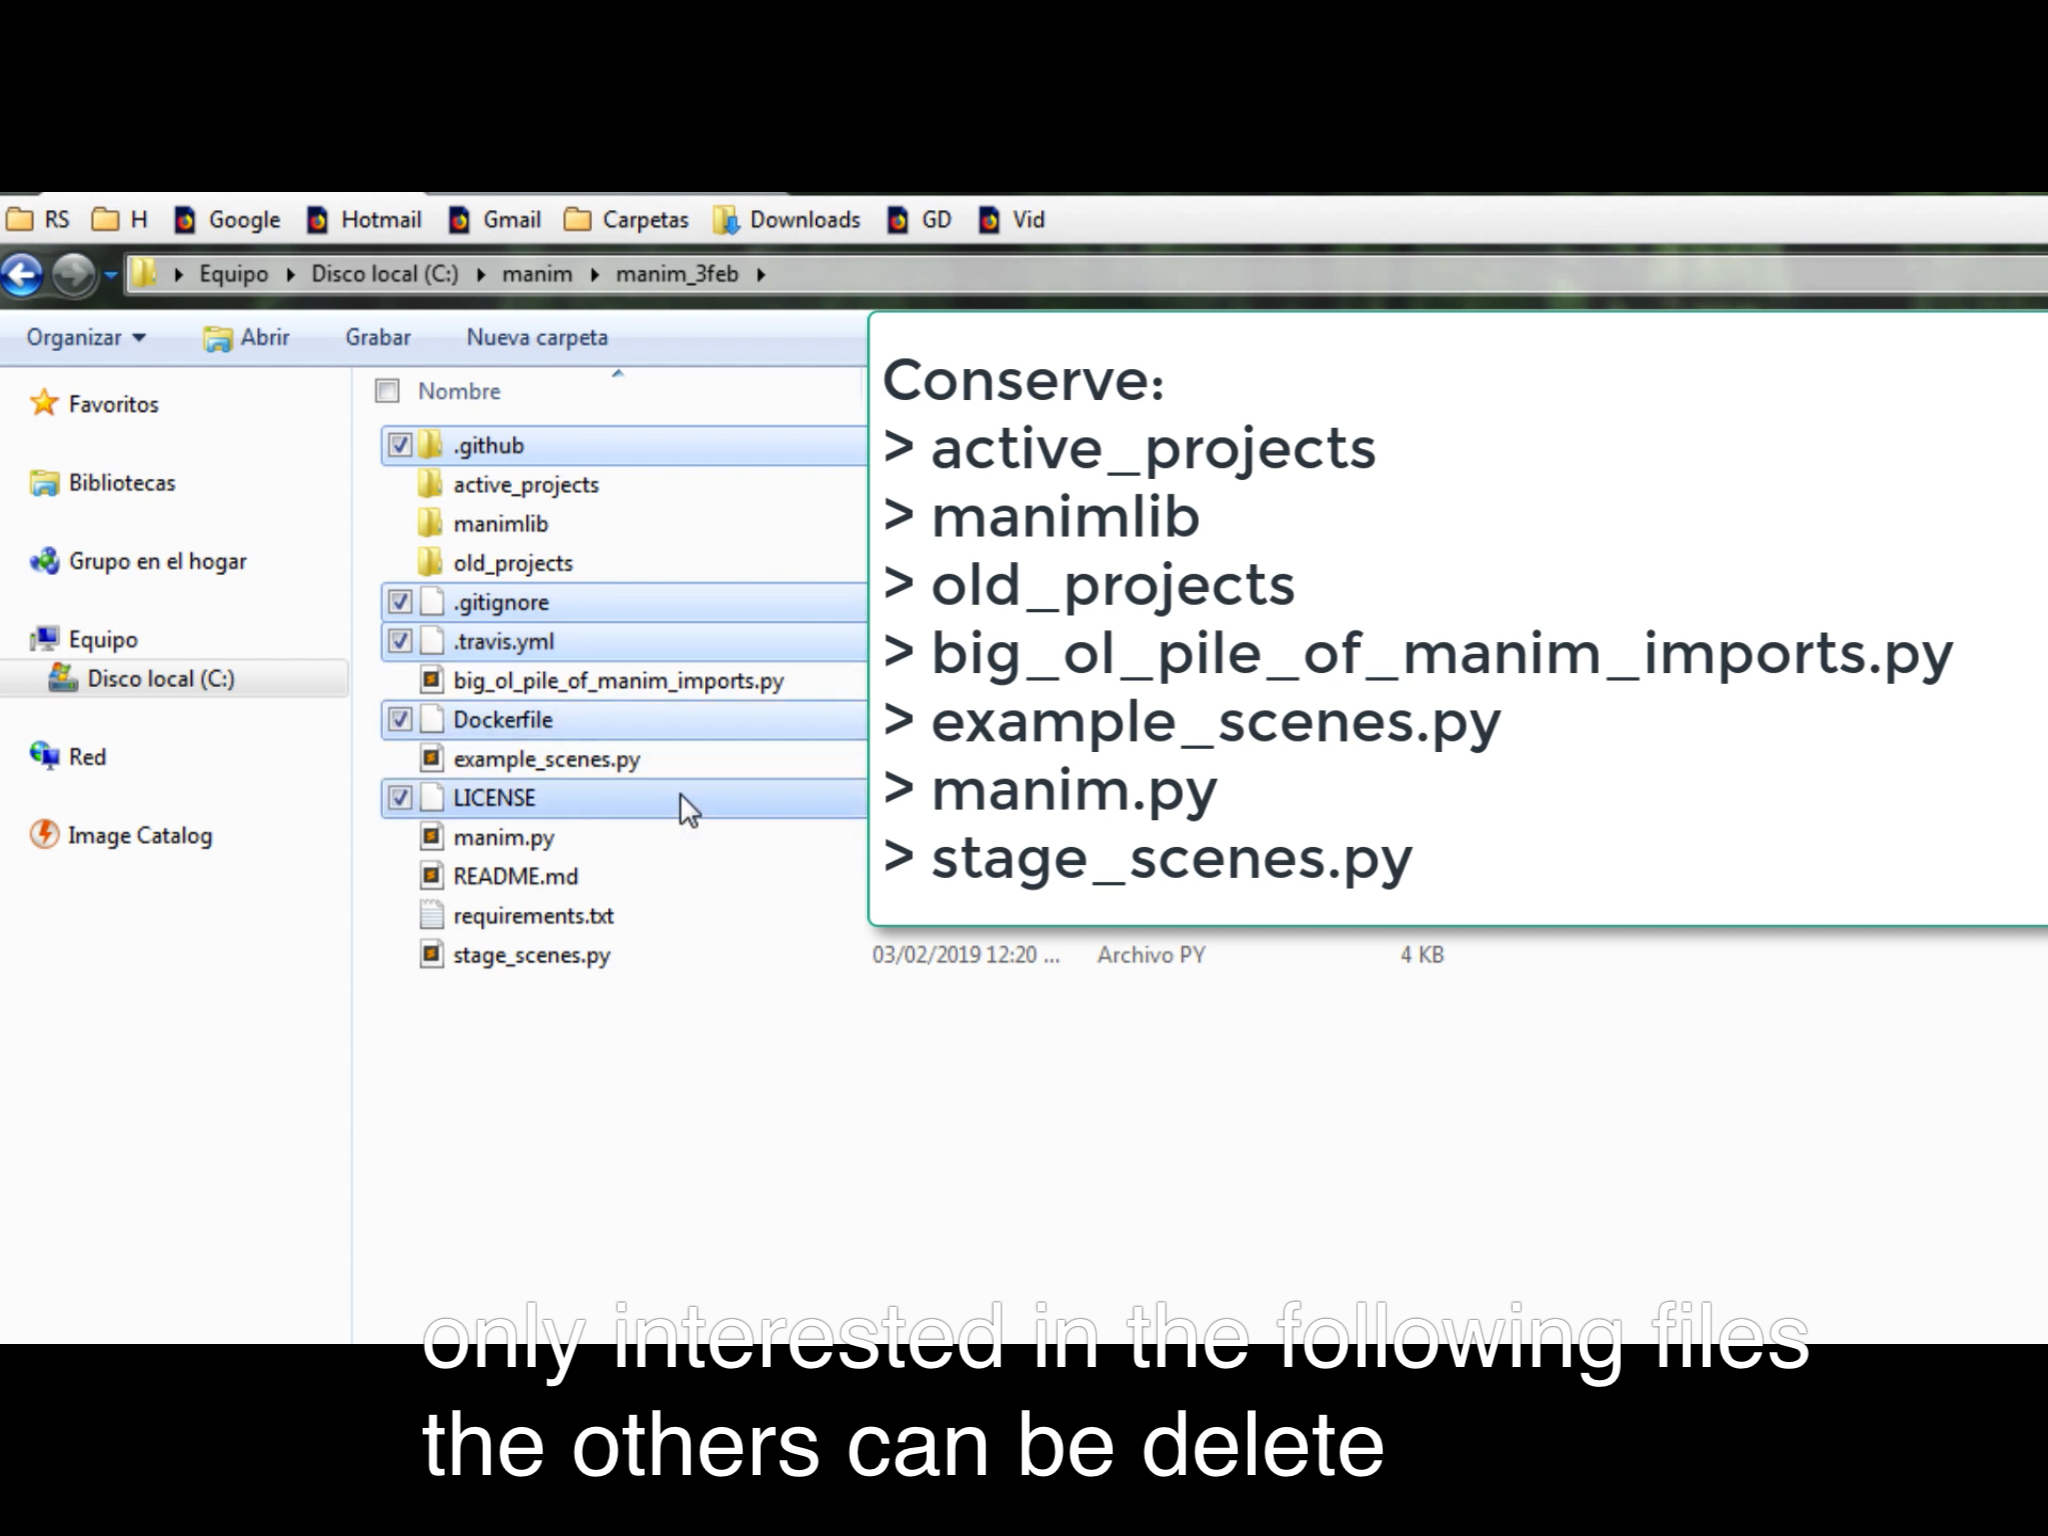 RS H Google Hotmail Gmail Carpetas Downloads GD Vid
Equipo Disco local (C:) manim manim_3feb
Organizar Abrir Grabar Nueva carpeta
Favoritos
Bibliotecas
Grupo en el hogar
Equipo
Disco local (C:)
Red
Image Catalog
Nombre
.github
active_projects
manimlib
old_projects
.gitignore
.travis.yml
big_ol_pile_of_manim_imports.py
Dockerfile
example_scenes.py
LICENSE
manim.py
README.md
requirements.txt
stage_scenes.py 03/02/2019 12:20 ... Archivo PY 4 KB
Conserve:
> active_projects
> manimlib
> old_projects
> big_ol_pile_of_manim_imports.py
> example_scenes.py
> manim.py
> stage_scenes.py
only interested in the following files
the others can be delete